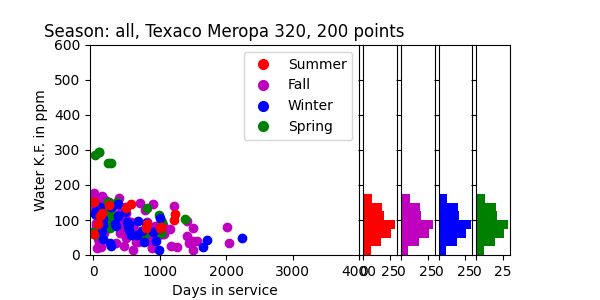 Season: all, Texaco Meropa 320, 200 points
Water K.F. in ppm
600
500
400
300
200
100
0
Summer
Fall
Winter
Spring
0 1000 2000 3000 4000 0 25 0 25 0 25 0 25
Days in service